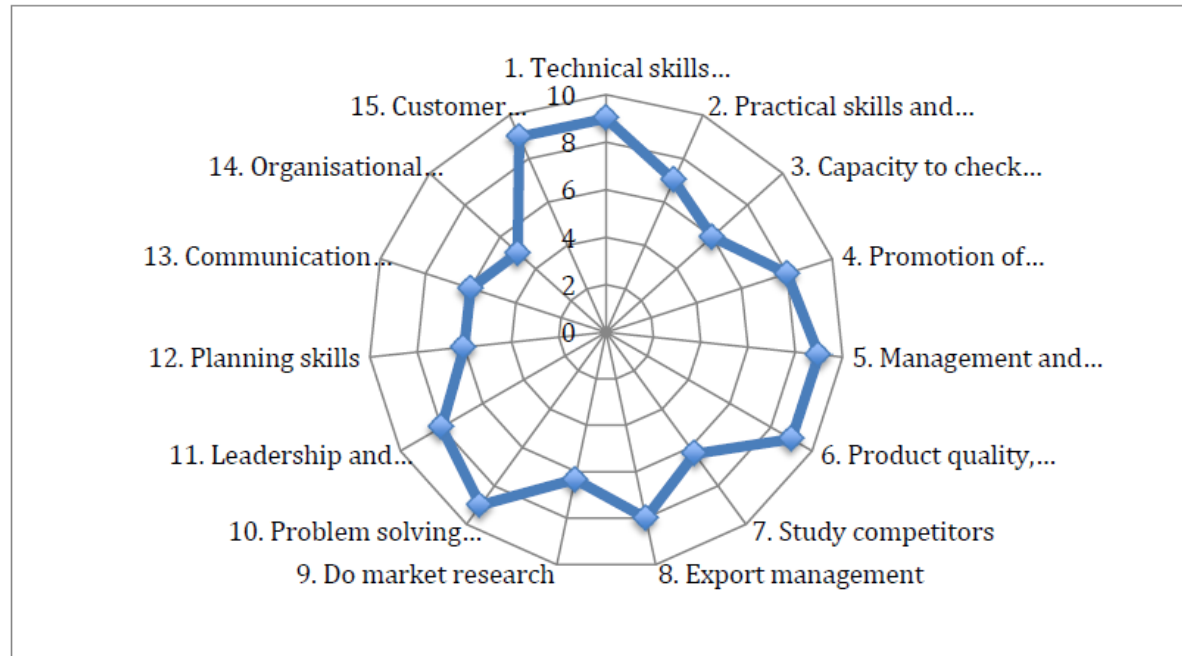 1. Technical skills...
2. Practical skills and...
3. Capacity to check...
4. Promotion of...
5. Management and...
6. Product quality,...
7. Study competitors
8. Export management
9. Do market research
10. Problem solving...
11. Leadership and...
12. Planning skills
13. Communication...
14. Organisational...
15. Customer...
10
8
6
4
2
0